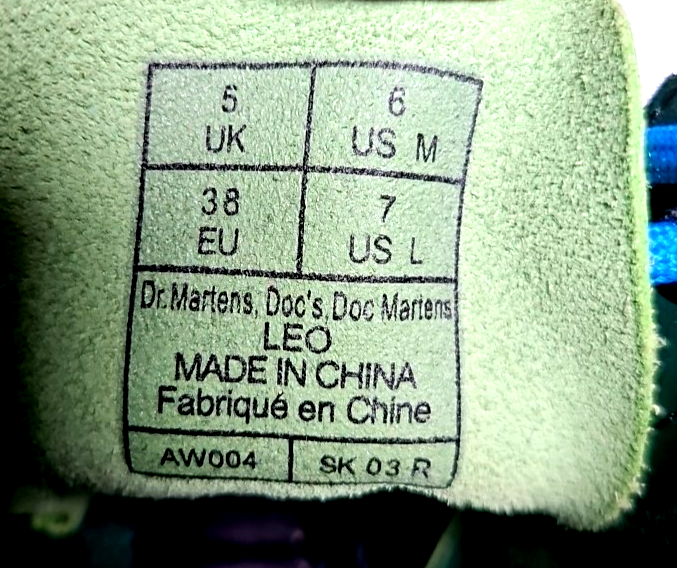 5
UK
6
US M
38
EU
7
US L
Dr. Martens, Doc's, Doc Martens
LEO
MADE IN CHINA
Fabriqué en Chine
AW004
SK 03 R